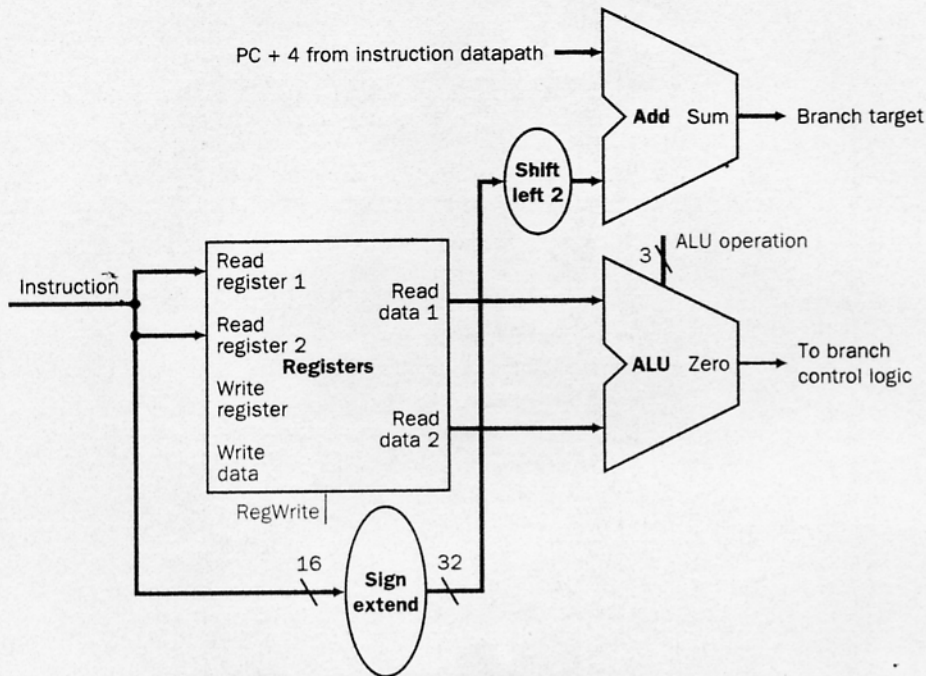 PC + 4 from instruction datapath
Add Sum
Branch target
Shift
left 2
ALU operation
3
Instruction
Read
register 1
Read
data 1
Read
register 2
Registers
ALU Zero
To branch
control logic
Write
register
Read
data 2
Write
data
RegWrite
16
Sign
extend
32